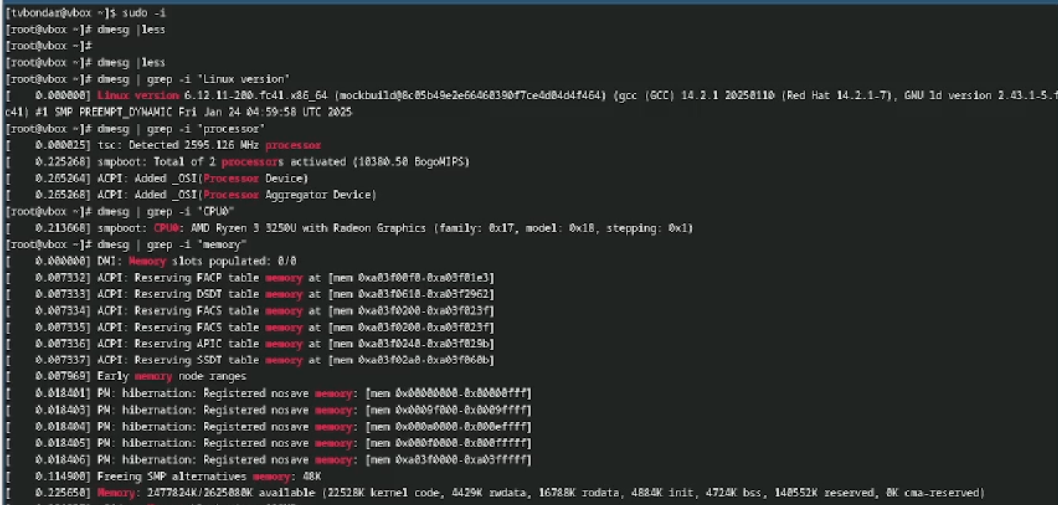 [tvbondar@vbox ~]$ sudo -i
[root@vbox ~]# dmesg |less
[root@vbox ~]#
[root@vbox ~]# dmesg |less
[root@vbox ~]# dmesg | grep -i "Linux version"
[    0.000000] Linux version 6.12.11-200.fc41.x86_64 (gcc (GCC) 14.2.1 20250110 (Red Hat 14.2.1-7), GNU ld version 2.43.1-5.f
c41) #1 SMP PREEMPT_DYNAMIC Fri Jan 24 04:59:58 UTC 2025
[root@vbox ~]# dmesg | grep -i "processor"
[    0.000025] tsc: Detected 2595.126 MHz processor
[    0.225268] smpboot: Total of 2 processors activated (10380.50 BogoMIPS)
[    0.265264] ACPI: Added _OSI(Processor Device)
[    0.265268] ACPI: Added _OSI(Processor Aggregator Device)
[root@vbox ~]# dmesg | grep -i "CPU0"
[    0.213668] smpboot: CPU0: AMD Ryzen 3 3250U with Radeon Graphics (family: 0x17, model: 0x18, stepping: 0x1)
[root@vbox ~]# dmesg | grep -i "memory"
[    0.000000] DMI: Memory slots populated: 0/0
[    0.007332] ACPI: Reserving FACP table memory at [mem 0xa03f00f0-0xa03f01e3]
[    0.007333] ACPI: Reserving DSDT table memory at [mem 0xa03f0610-0xa03f2962]
[    0.007334] ACPI: Reserving FACS table memory at [mem 0xa03f0200-0xa03f023f]
[    0.007335] ACPI: Reserving FACS table memory at [mem 0xa03f0200-0xa03f023f]
[    0.007336] ACPI: Reserving APIC table memory at [mem 0xa03f0240-0xa03f029b]
[    0.007337] ACPI: Reserving SSDT table memory at [mem 0xa03f02a0-0xa03f060b]
[    0.007969] Early memory node ranges
[    0.018401] PM: hibernation: Registered nosave memory: [mem 0x00000000-0x00000fff]
[    0.018403] PM: hibernation: Registered nosave memory: [mem 0x0009f000-0x0009ffff]
[    0.018404] PM: hibernation: Registered nosave memory: [mem 0x000a0000-0x000effff]
[    0.018405] PM: hibernation: Registered nosave memory: [mem 0x000f0000-0x000fffff]
[    0.018406] PM: hibernation: Registered nosave memory: [mem 0xa03f0000-0xa03fffff]
[    0.114900] Freeing SMP alternatives memory: 48K
[    0.225650] Memory: 2477824K/2625080K available (22528K kernel code, 4429K rwdata, 16788K rodata, 4884K init, 4724K bss, 140552K reserved, 0K cma-reserved)